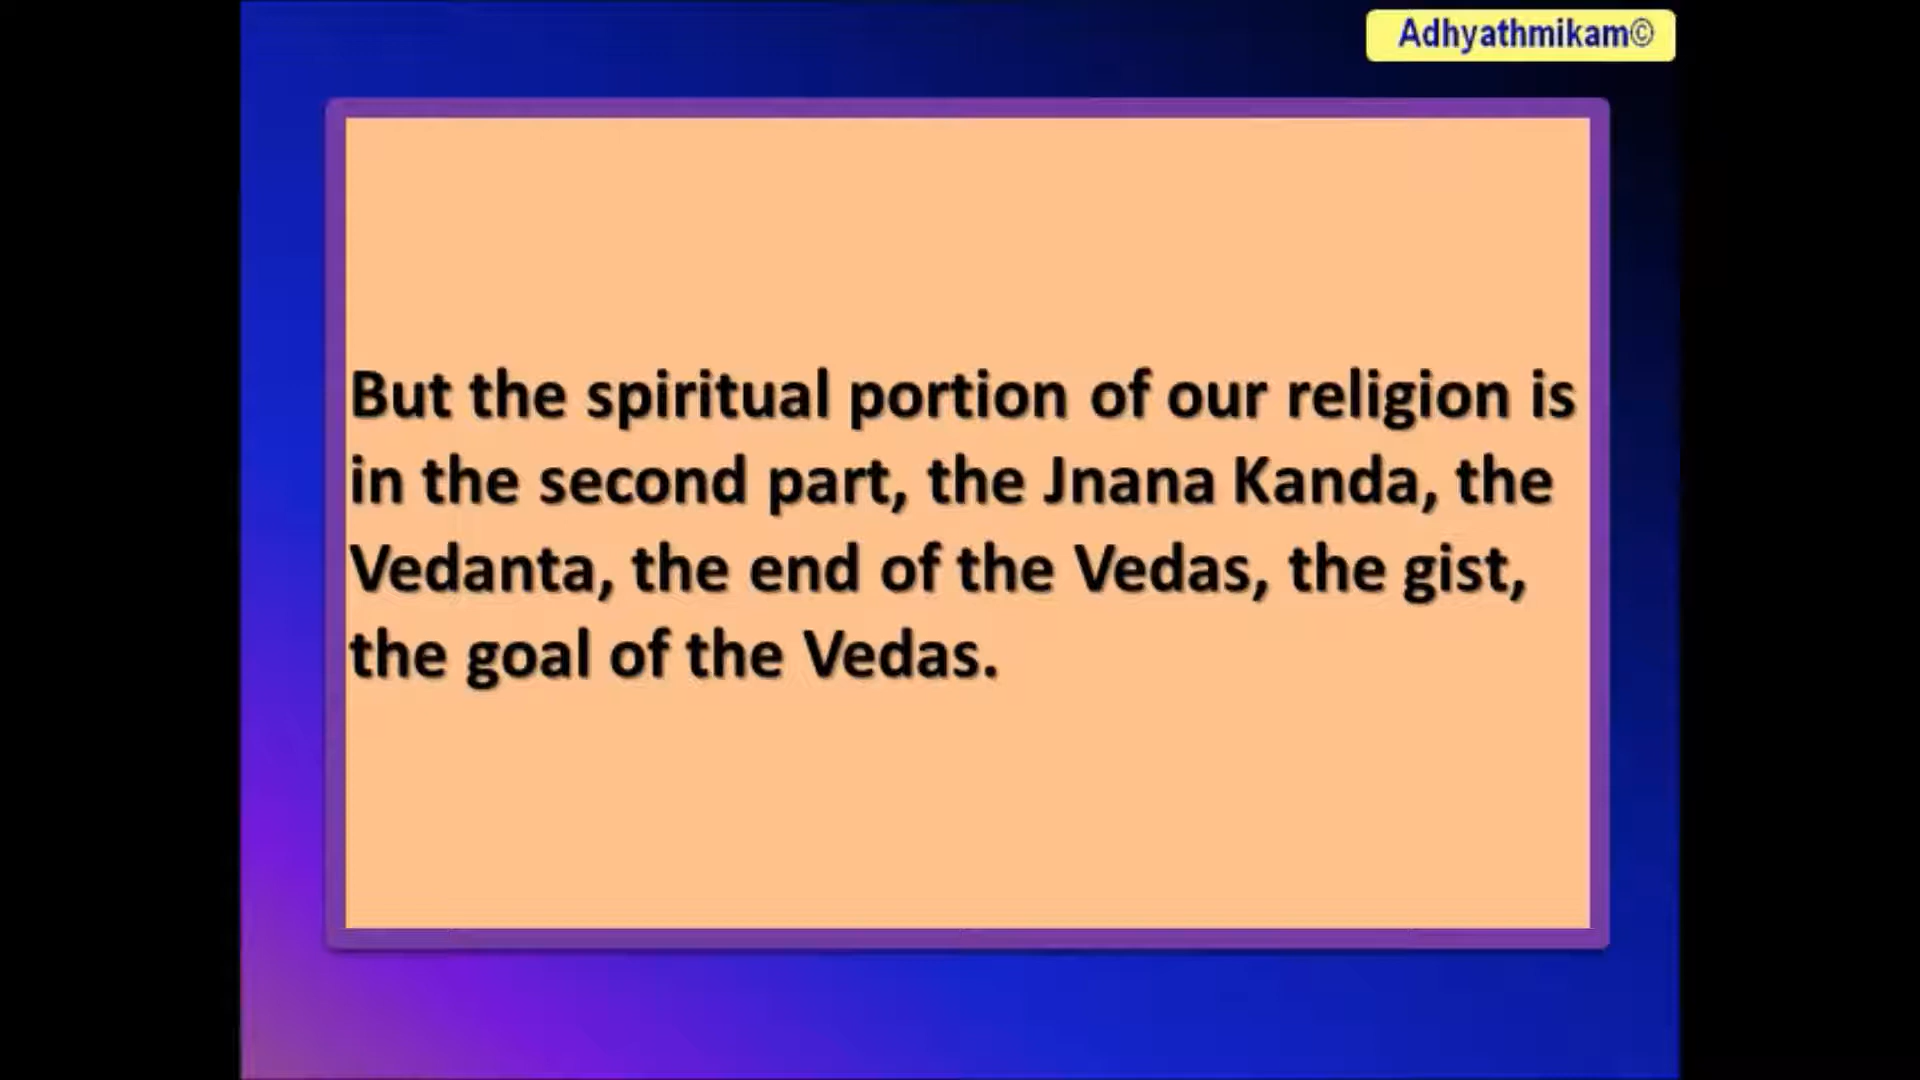 Adhyathmikam©
But the spiritual portion of our religion is
in the second part, the Jnana Kanda, the
Vedanta, the end of the Vedas, the gist,
the goal of the Vedas.